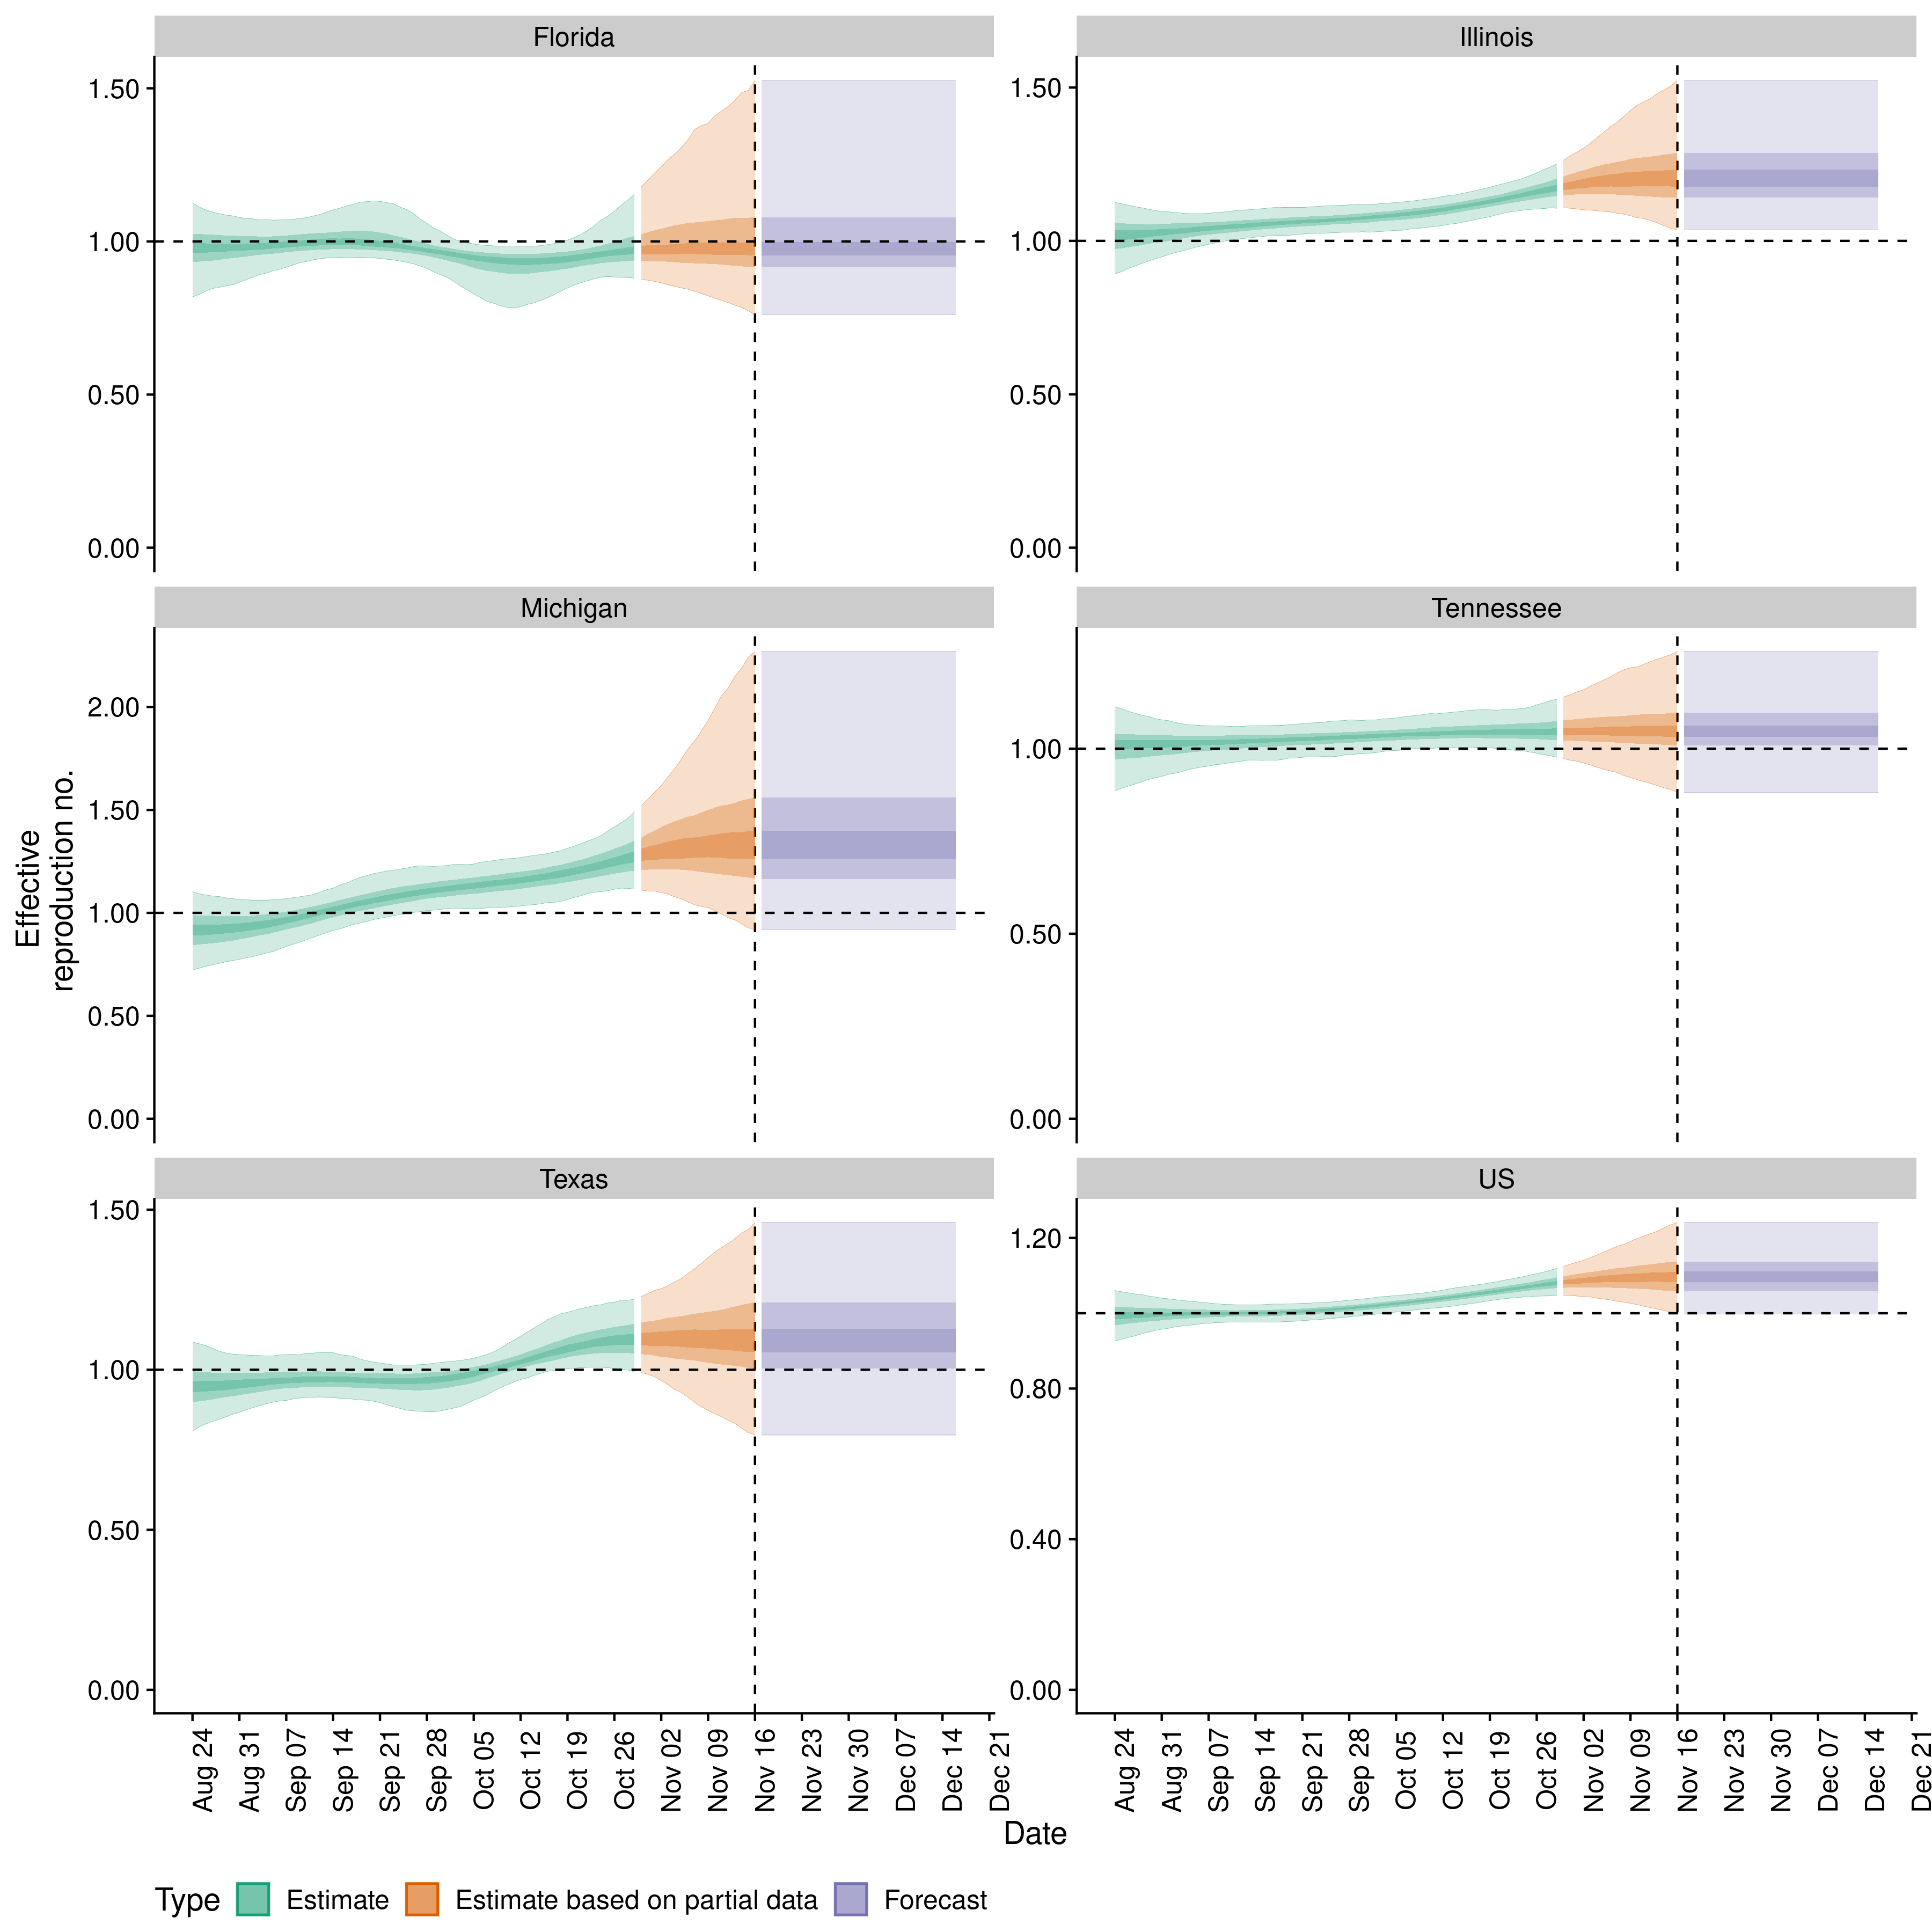 Florida
Illinois
1.50
1.00
0.50
0.00
1.50
1.00
0.50
0.00
Michigan
Tennessee
2.00
1.50
1.00
0.50
0.00
1.00
0.50
0.00
Texas
US
1.50
1.00
0.50
0.00
1.20
0.80
0.40
0.00
Effective
reproduction no.
Aug 24
Aug 31
Sep 07
Sep 14
Sep 21
Sep 28
Oct 05
Oct 12
Oct 19
Oct 26
Nov 02
Nov 09
Nov 16
Nov 23
Nov 30
Dec 07
Dec 14
Dec 21
Aug 24
Aug 31
Sep 07
Sep 14
Sep 21
Sep 28
Oct 05
Oct 12
Oct 19
Oct 26
Nov 02
Nov 09
Nov 16
Nov 23
Nov 30
Dec 07
Dec 14
Dec 21
Date
Type Estimate Estimate based on partial data Forecast